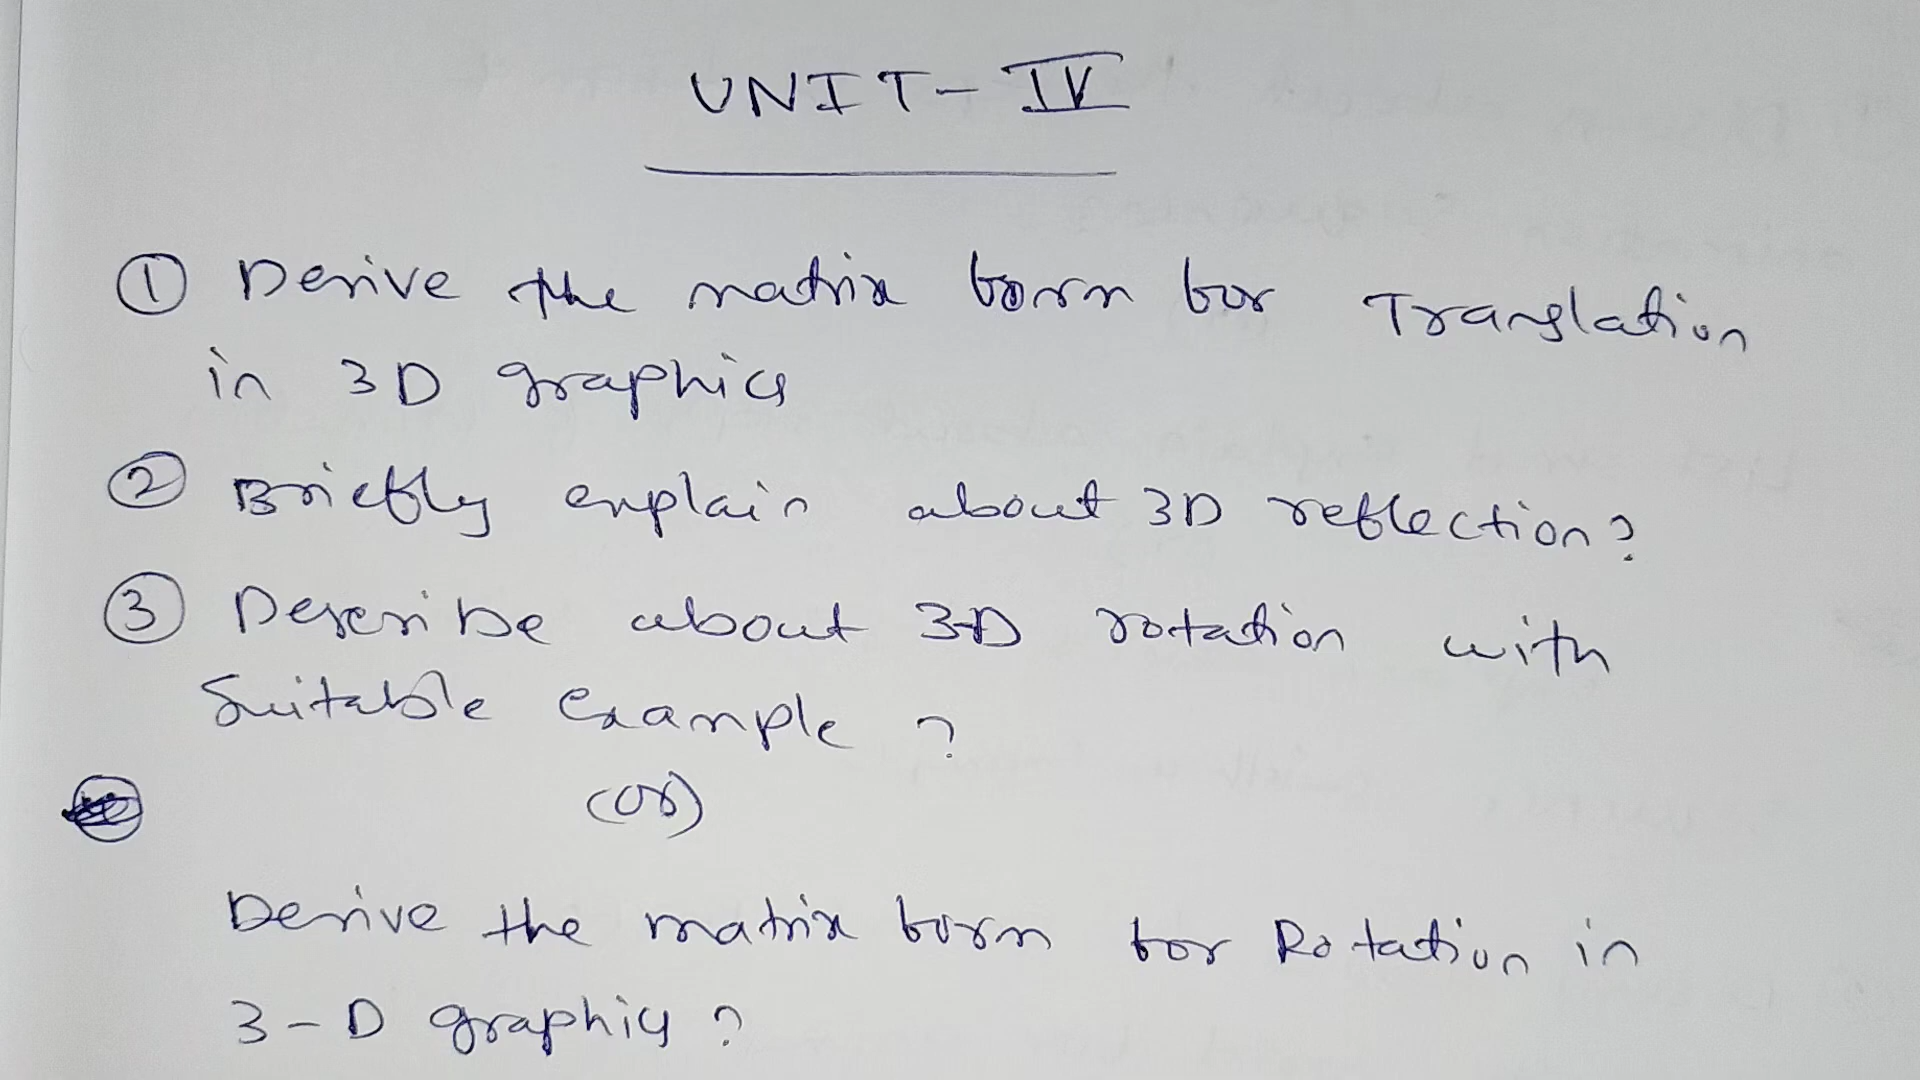 UNIT-IV
① Derive the matrix form for Translation
in 3D graphics
② Briefly explain about 3D reflection?
③ Describe about 3-D rotation with
Suitable Example?
(or)
Derive the matrix form for Rotation in
3-D graphics?